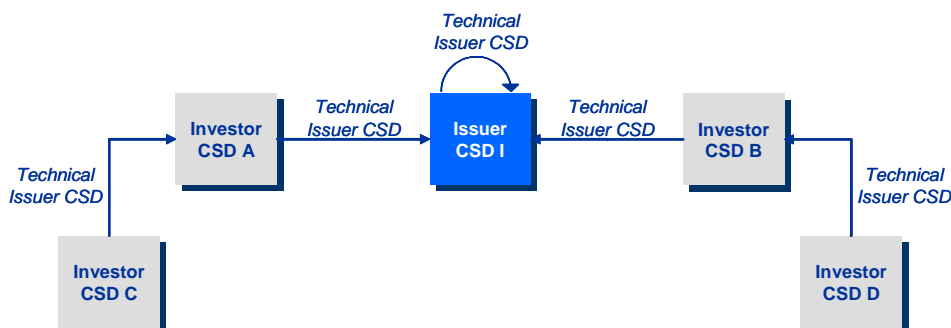 Technical
Issuer CSD
Investor
CSD A
Technical
Issuer CSD
Issuer
CSD I
Technical
Issuer CSD
Investor
CSD B
Technical
Issuer CSD
Technical
Issuer CSD
Investor
CSD C
Investor
CSD D